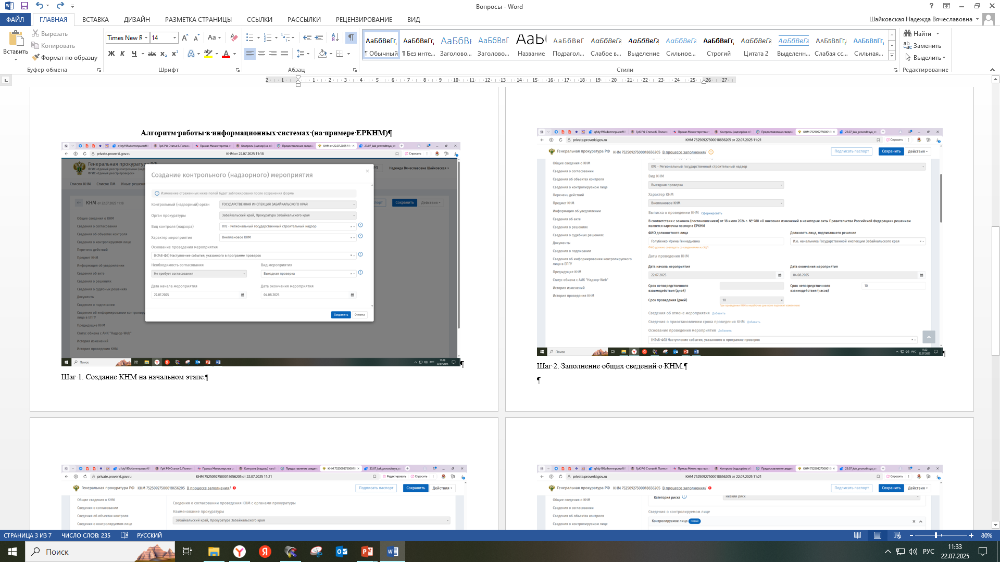 Вопросы - Word
ФАЙЛ ГЛАВНАЯ ВСТАВКА ДИЗАЙН РАЗМЕТКА СТРАНИЦЫ ССЫЛКИ РАССЫЛКИ РЕЦЕНЗИРОВАНИЕ ВИД
Шайковская Надежда Вячеславовна
Вставить
Вырезать
Копировать
Формат по образцу
Буфер обмена
Times New R 14
Шрифт
Абзац
¶ Обычный ¶ Без инте... Заголово... Заголово... Название Подзагол... Слабое в... Выделение Сильное... Строгий Цитата 2 Выделенн... Слабая сс... Сильная...
Стили
Найти
Заменить
Выделить
Редактирование
Алгоритм·работы·в·информационных·системах·(на·примере·ЕРКНМ)¶
private.proverki.gov.ru
КНМ от 22.07.2025 11:18
Генеральная прокуратура РФ
Надежда Вячеславовна Шайковская
Список КНМ Список ПМ Иные решен
КНМ от 22.07.2025 11:18
Сохранить Действия
Общие сведения о КНМ
Сведения о согласовании
Сведения об объектах контроля
Сведения о контролируемом лице
Перечень действий
Предмет КНМ
Информация об уведомлении
Сведения об акте
Сведения о решениях
Сведения о судебных решениях
Документы
Сведения о подписании
Сведения об информировании контролируе
лица в ЕПГУ
Предыдущие КНМ
Статус обмена с АИК "Надзор-Web"
История изменений
История проведения КНМ
Создание контрольного (надзорного) мероприятия
Изменение отраженных ниже полей будет заблокировано после сохранения формы
Контрольный (надзорный) орган ГОСУДАРСТВЕННАЯ ИНСПЕКЦИЯ ЗАБАЙКАЛЬСКОГО КРАЯ
Орган прокуратуры Забайкальский край, Прокуратура Забайкальского края
Вид контроля (надзора) 092 - Региональный государственный строительный надзор
Характер мероприятия Внеплановое КНМ
Основание проведения мероприятия
(Н248-ФЗ) Наступление события, указанного в программе проверок
Необходимость согласования Вид мероприятия
Не требует согласования Выездная проверка
Дата начала мероприятия Дата окончания мероприятия
22.07.2025 04.08.2025
Сохранить Отмена
Поиск
РУС 11:19
22.07.2025
¶
Шаг·1.·Создание·КНМ·на·начальном·этапе.¶
private.proverki.gov.ru
КНМ 75250927500018656205 от 22.07.2025 11:21
Спросить
Генеральная прокуратура РФ КНМ 75250927500018656205 В процессе заполнения/
Подписать паспорт Сохранить Действия
Общие сведения о КНМ
Сведения о согласовании
Сведения об объектах контроля
Сведения о контролируемом лице
Перечень действий
Предмет КНМ
Информация об уведомлении
Сведения об акте
Сведения о решениях
Сведения о судебных решениях
Документы
Сведения о подписании
Сведения об информировании контролируемого
лица в ЕПГУ
Предыдущие КНМ
Статус обмена с АИК "Надзор-Web"
История изменений
История проведения КНМ
092 - Региональный государственный строительный надзор
Вид КНМ
Выездная проверка
Характер КНМ
Внеплановое КНМ
Выписка о проведении КНМ Сформировать
В соответствии с законом (постановлением) от 18 июля 2024 г. № 980 «О внесении изменений в некоторые акты Правительства Российской Федерации» решением
является карточка паспорта ЕРКНМ
ФИО должностного лица Должность лица, подписавшего решение
Голубенко Ирина Геннадьевна И.о. начальника Государственной инспекции Забайкальского края
Даты проведения КНМ
Дата начала мероприятия Дата окончания мероприятия
22.07.2025 04.08.2025
Срок непосредственного Срок непосредственного
взаимодействия (дней) взаимодействия (часов) 10
Срок проведения (дней) 10
Сведения об отмене мероприятия Добавить
Сведения о приостановлении срока проведения КНМ Добавить
Основание проведения мероприятия Добавить
(Н248-ФЗ) Наступление события, указанного в программе проверок
Поиск
РУС 11:22
22.07.2025
¶
Шаг·2.·Заполнение·общих·сведений·о·КНМ.¶
¶
private.proverki.gov.ru
КНМ 75250927500018656205 от 22.07.2025 11:21
Редактировать Спросить
Генеральная прокуратура РФ КНМ 75250927500018656205 В процессе заполнения/
Подписать паспорт Сохранить Действия
Общие сведения о КНМ
Сведения о согласовании
Сведения об объектах контроля
Сведения о контролируемом лице
Сведения о согласовании проведения КНМ с органами прокуратуры
Наименование прокуратуры
Забайкальский край, Прокуратура Забайкальского края
private.proverki.gov.ru
КНМ 75250927500018656205 от 22.07.2025 11:21
Спросить
Генеральная прокуратура РФ КНМ 75250927500018656205 В процессе заполнения/
Подписать паспорт Сохранить Действия
Общие сведения о КНМ
Сведения о согласовании
Сведения об объектах контроля
Сведения о контролируемом лице
Категория риска
Низкий риск
Сведения о контролируемом лице
Контролируемое лицо Новый
СТРАНИЦА 3 ИЗ 7 ЧИСЛО СЛОВ: 235 РУССКИЙ
80%
Поиск
РУС
11:33
22.07.2025